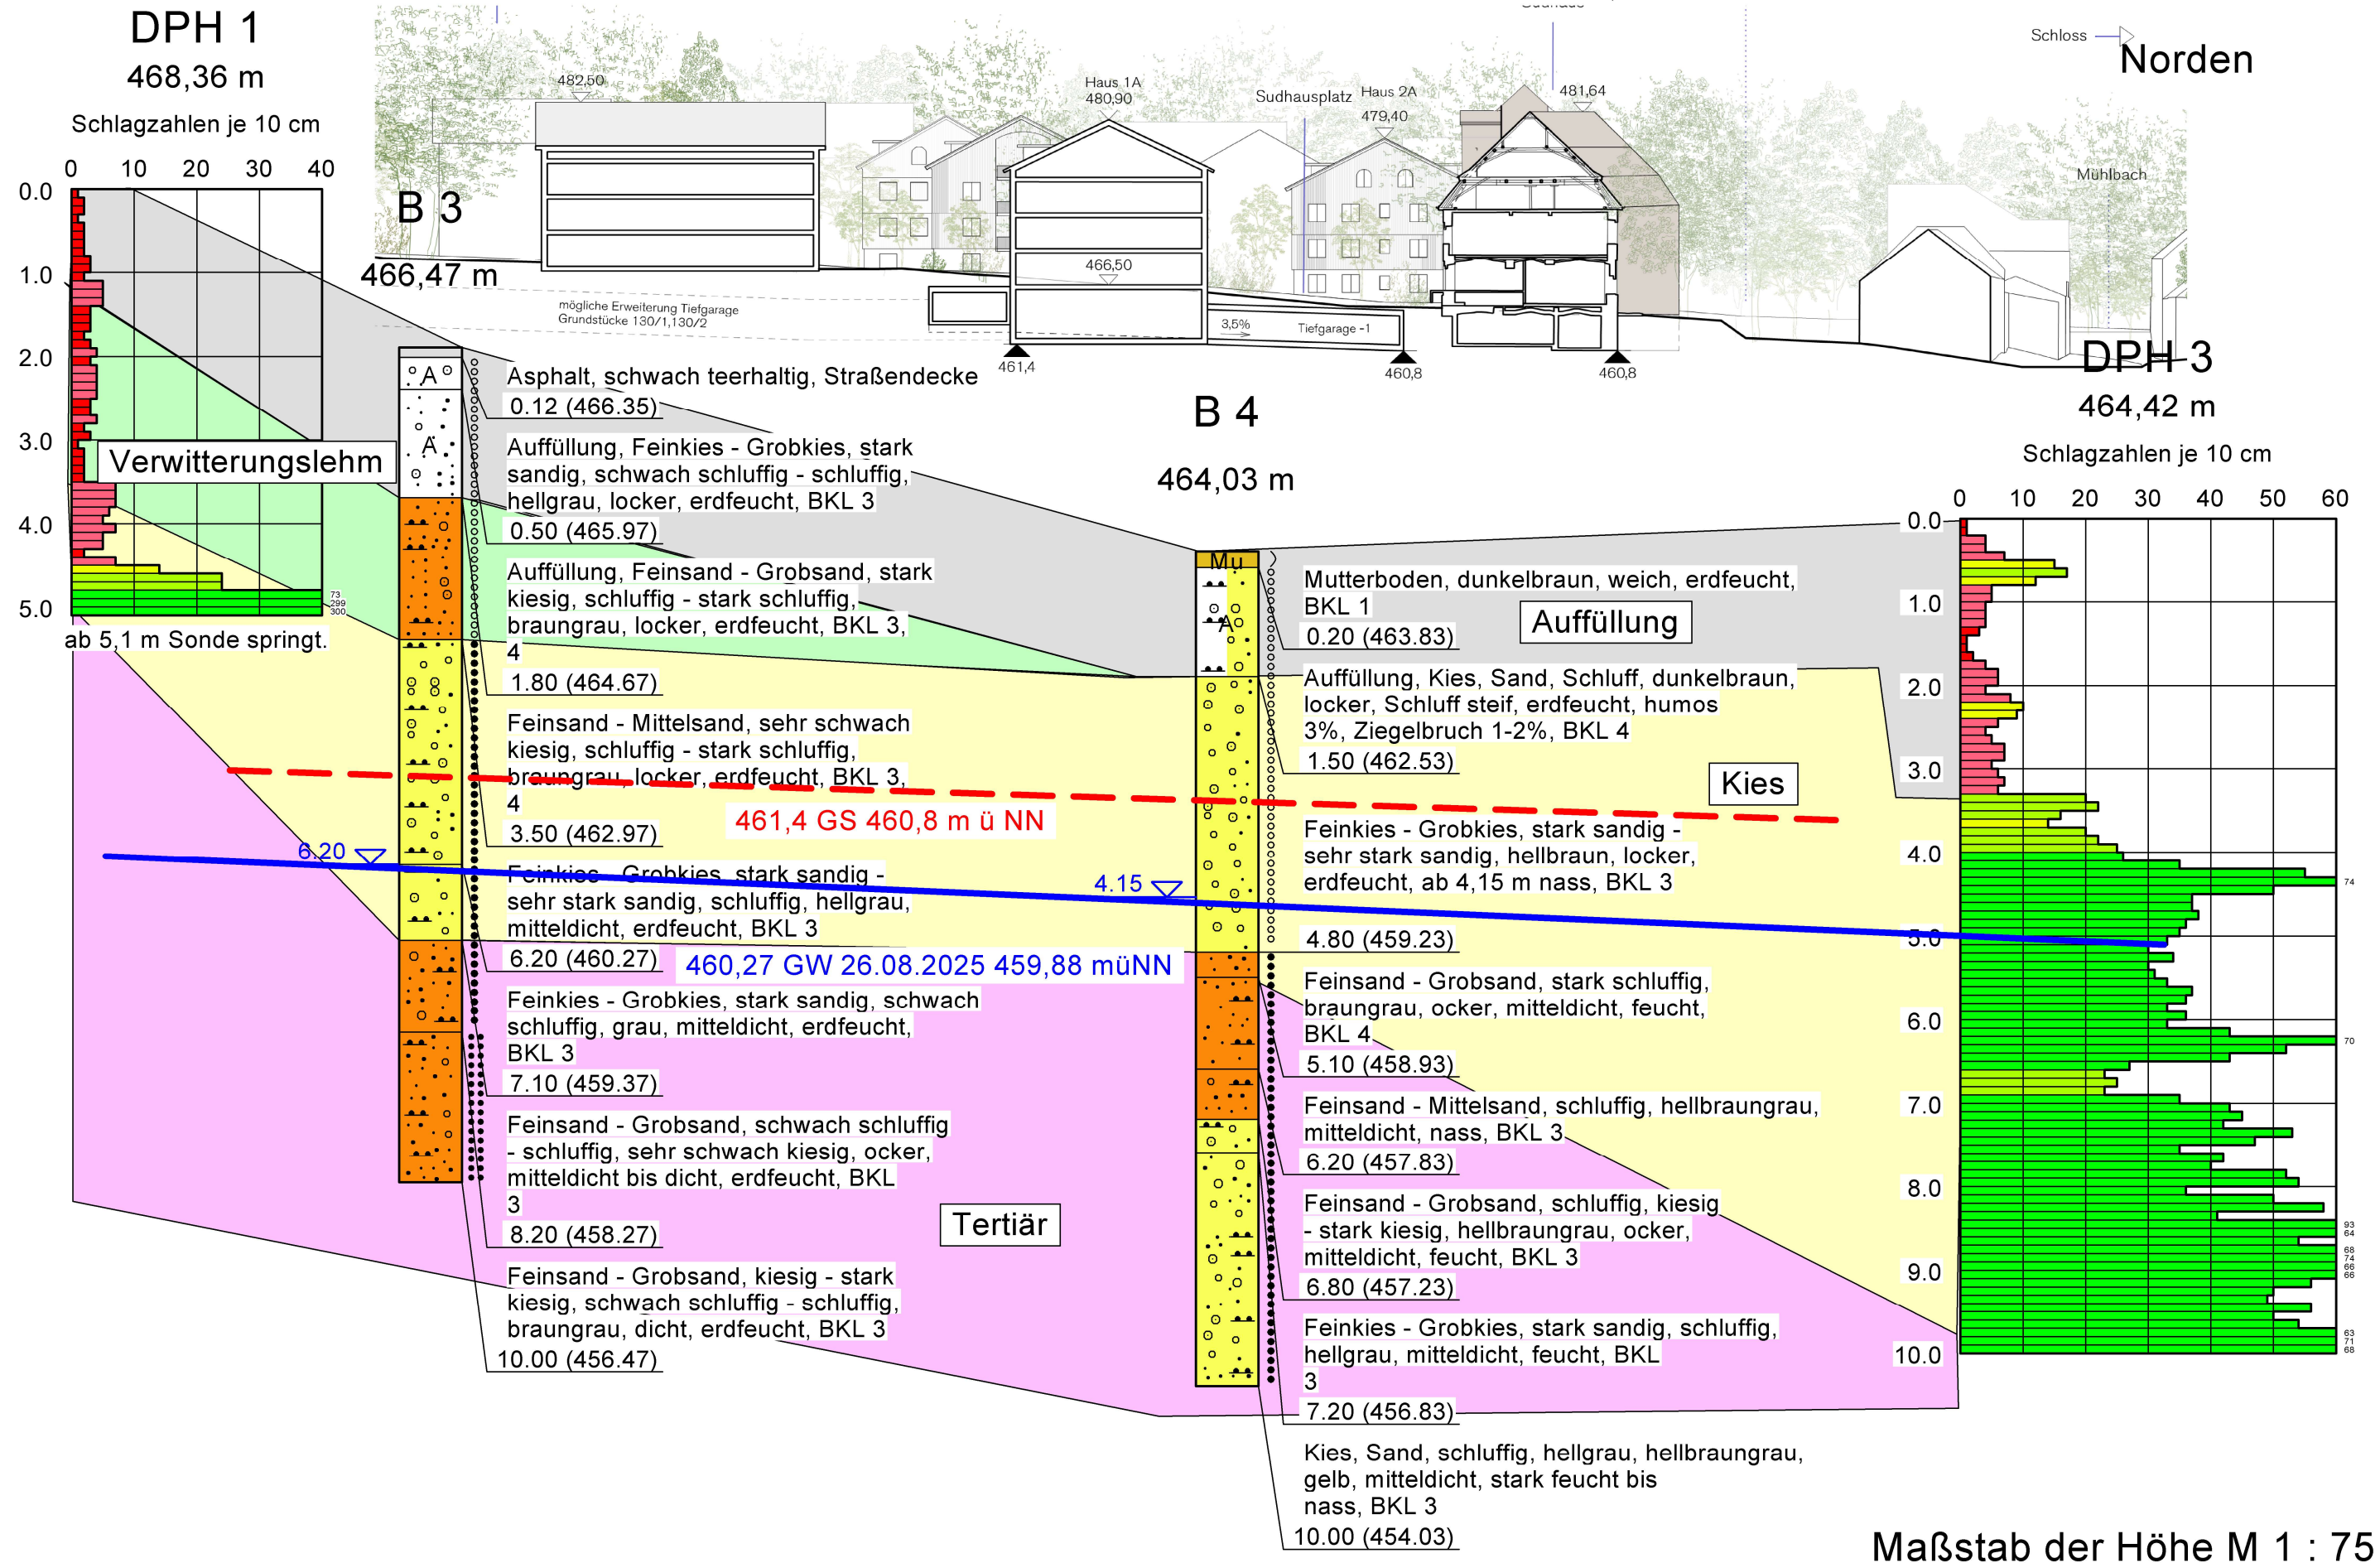 DPH 1
468,36 m
Schlagzahlen je 10 cm
0 10 20 30 40
0.0
1.0
2.0
3.0
4.0
5.0
73
299
300
ab 5,1 m Sonde springt.
Verwitterungslehm
482,50
Haus 1A
480,90
Sudhausplatz
Haus 2A
479,40
481,64
Schloss
Norden
Mühlbach
466,50
mögliche Erweiterung Tiefgarage
Grundstücke 130/1,130/2
3,5%
Tiefgarage -1
461,4
460,8
460,8
B 3
466,47 m
A
A
Asphalt, schwach teerhaltig, Straßendecke
0.12 (466.35)
Auffüllung, Feinkies - Grobkies, stark
sandig, schwach schluffig - schluffig,
hellgrau, locker, erdfeucht, BKL 3
0.50 (465.97)
Auffüllung, Feinsand - Grobsand, stark
kiesig, schluffig - stark schluffig,
braungrau, locker, erdfeucht, BKL 3,
4
1.80 (464.67)
Feinsand - Mittelsand, sehr schwach
kiesig, schluffig - stark schluffig,
braungrau, locker, erdfeucht, BKL 3,
4
3.50 (462.97)
461,4 GS 460,8 m ü NN
6.20
Feinkies - Grobkies, stark sandig -
sehr stark sandig, schluffig, hellgrau,
mitteldicht, erdfeucht, BKL 3
6.20 (460.27)
460,27 GW 26.08.2025 459,88 müNN
Feinkies - Grobkies, stark sandig, schwach
schluffig, grau, mitteldicht, erdfeucht,
BKL 3
7.10 (459.37)
Feinsand - Grobsand, schwach schluffig
- schluffig, sehr schwach kiesig, ocker,
mitteldicht bis dicht, erdfeucht, BKL
3
8.20 (458.27)
Feinsand - Grobsand, kiesig - stark
kiesig, schwach schluffig - schluffig,
braungrau, dicht, erdfeucht, BKL 3
10.00 (456.47)
Tertiär
B 4
464,03 m
Mu
A
4.15
Mutterboden, dunkelbraun, weich, erdfeucht,
BKL 1
0.20 (463.83)
Auffüllung
Auffüllung, Kies, Sand, Schluff, dunkelbraun,
locker, Schluff steif, erdfeucht, humos
3%, Ziegelbruch 1-2%, BKL 4
1.50 (462.53)
Kies
Feinkies - Grobkies, stark sandig -
sehr stark sandig, hellbraun, locker,
erdfeucht, ab 4,15 m nass, BKL 3
4.80 (459.23)
Feinsand - Grobsand, stark schluffig,
braungrau, ocker, mitteldicht, feucht,
BKL 4
5.10 (458.93)
Feinsand - Mittelsand, schluffig, hellbraungrau,
mitteldicht, nass, BKL 3
6.20 (457.83)
Feinsand - Grobsand, schluffig, kiesig
- stark kiesig, hellbraungrau, ocker,
mitteldicht, feucht, BKL 3
6.80 (457.23)
Feinkies - Grobkies, stark sandig, schluffig,
hellgrau, mitteldicht, feucht, BKL
3
7.20 (456.83)
Kies, Sand, schluffig, hellgrau, hellbraungrau,
gelb, mitteldicht, stark feucht bis
nass, BKL 3
10.00 (454.03)
DPH 3
464,42 m
Schlagzahlen je 10 cm
0 10 20 30 40 50 60
0.0
1.0
2.0
3.0
4.0
5.0
6.0
7.0
8.0
9.0
10.0
74
70
93
64
68
74
66
66
63
71
68
Maßstab der Höhe M 1 : 75